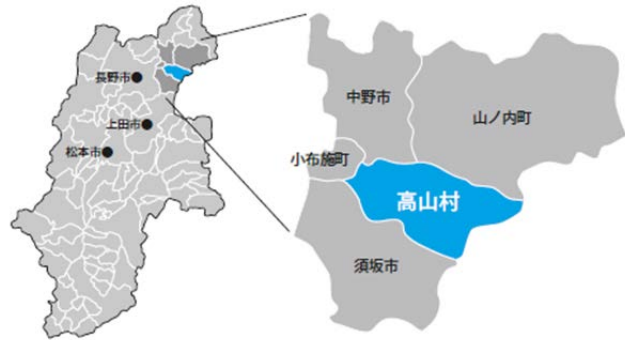 長野市
上田市
松本市
中野市
山ノ内町
小布施町
高山村
須坂市